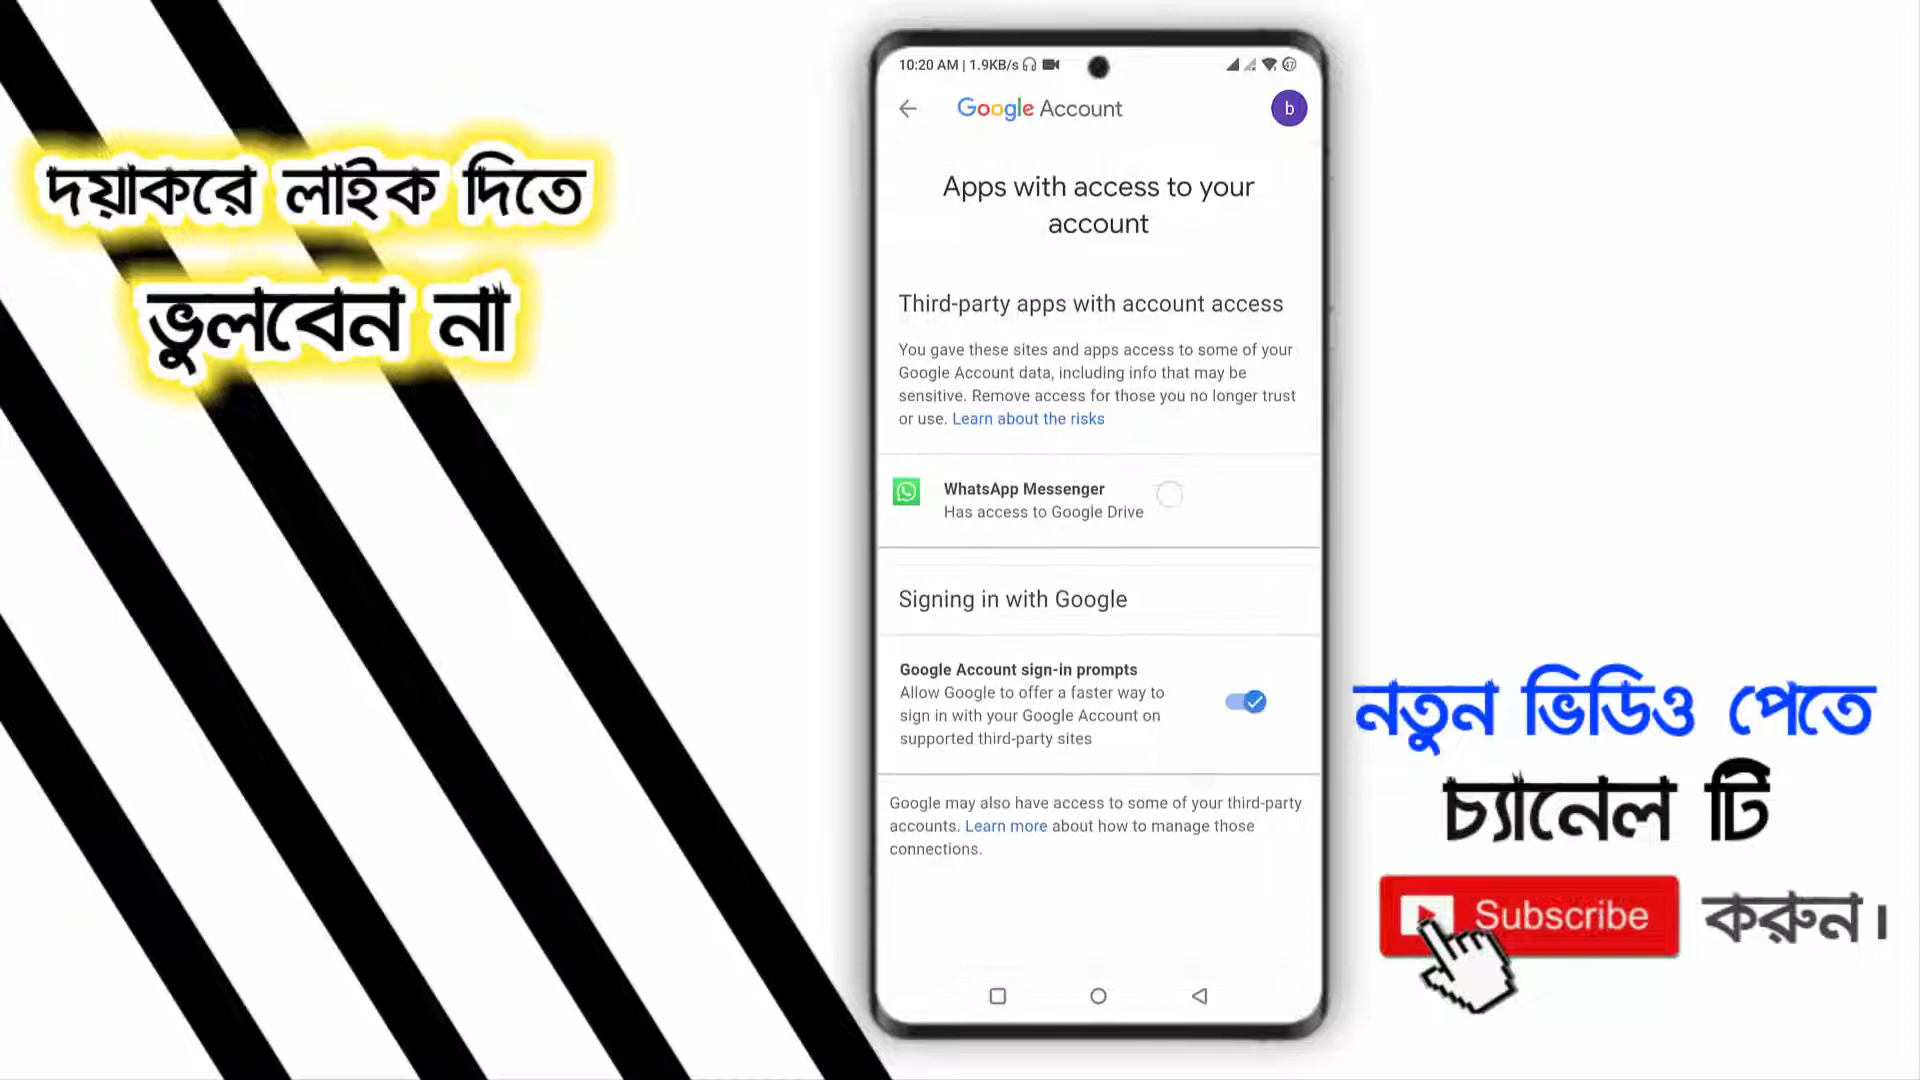 দয়াকরে লাইক দিতে
ভুলবেন না
10:20 AM | 1.9KB/s
47
Google Account
b
Apps with access to your
account
Third-party apps with account access
You gave these sites and apps access to some of your
Google Account data, including info that may be
sensitive. Remove access for those you no longer trust
or use. Learn about the risks
WhatsApp Messenger
Has access to Google Drive
Signing in with Google
Google Account sign-in prompts
Allow Google to offer a faster way to
sign in with your Google Account on
supported third-party sites
Google may also have access to some of your third-party
accounts. Learn more about how to manage those
connections.
নতুন ভিডিও পেতে
চ্যানেল টি
Subscribe করুন।